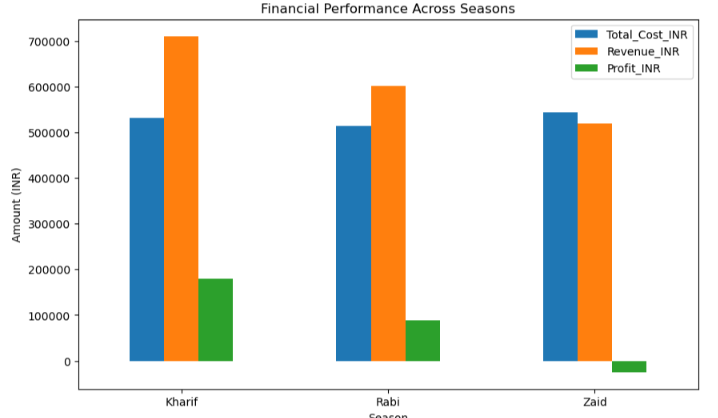 Financial Performance Across Seasons
Total_Cost_INR
Revenue_INR
Profit_INR
Amount (INR)
700000
600000
500000
400000
300000
200000
100000
0
Kharif
Rabi
Zaid
Season